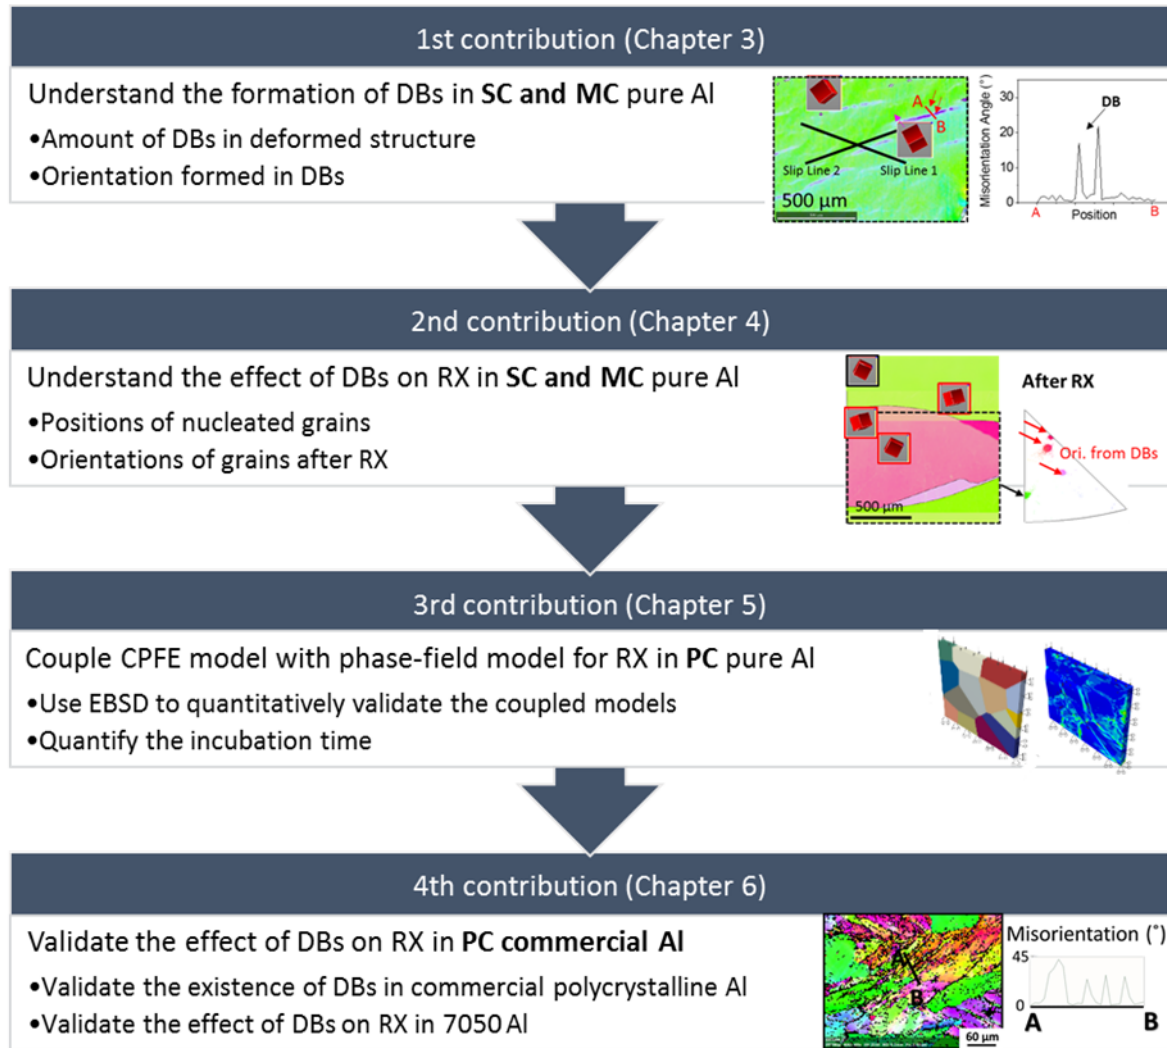 1st contribution (Chapter 3)
Understand the formation of DBs in SC and MC pure Al
•Amount of DBs in deformed structure
•Orientation formed in DBs
A
B
Slip Line 2
Slip Line 1
500 µm
Misorientation Angle (°)
30
20
10
0
DB
A
Position
B
2nd contribution (Chapter 4)
Understand the effect of DBs on RX in SC and MC pure Al
•Positions of nucleated grains
•Orientations of grains after RX
500 µm
After RX
Ori. from DBs
3rd contribution (Chapter 5)
Couple CPFE model with phase-field model for RX in PC pure Al
•Use EBSD to quantitatively validate the coupled models
•Quantify the incubation time
4th contribution (Chapter 6)
Validate the effect of DBs on RX in PC commercial Al
•Validate the existence of DBs in commercial polycrystalline Al
•Validate the effect of DBs on RX in 7050 Al
A
B
60 µm
Misorientation (°)
45
0
A
B